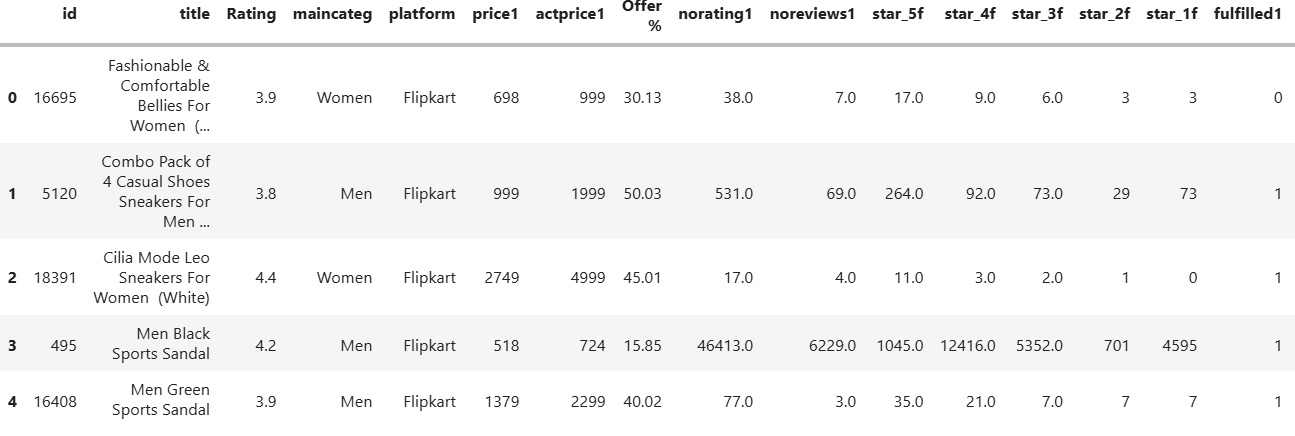 id title Rating maincateg platform price1 actprice1 Offer % norating1 noreviews1 star_5f star_4f star_3f star_2f star_1f fulfilled1
0 16695 Fashionable & Comfortable Bellies For Women (... 3.9 Women Flipkart 698 999 30.13 38.0 7.0 17.0 9.0 6.0 3 3 0
1 5120 Combo Pack of 4 Casual Shoes Sneakers For Men ... 3.8 Men Flipkart 999 1999 50.03 531.0 69.0 264.0 92.0 73.0 29 73 1
2 18391 Cilia Mode Leo Sneakers For Women (White) 4.4 Women Flipkart 2749 4999 45.01 17.0 4.0 11.0 3.0 2.0 1 0 1
3 495 Men Black Sports Sandal 4.2 Men Flipkart 518 724 15.85 46413.0 6229.0 1045.0 12416.0 5352.0 701 4595 1
4 16408 Men Green Sports Sandal 3.9 Men Flipkart 1379 2299 40.02 77.0 3.0 35.0 21.0 7.0 7 7 1